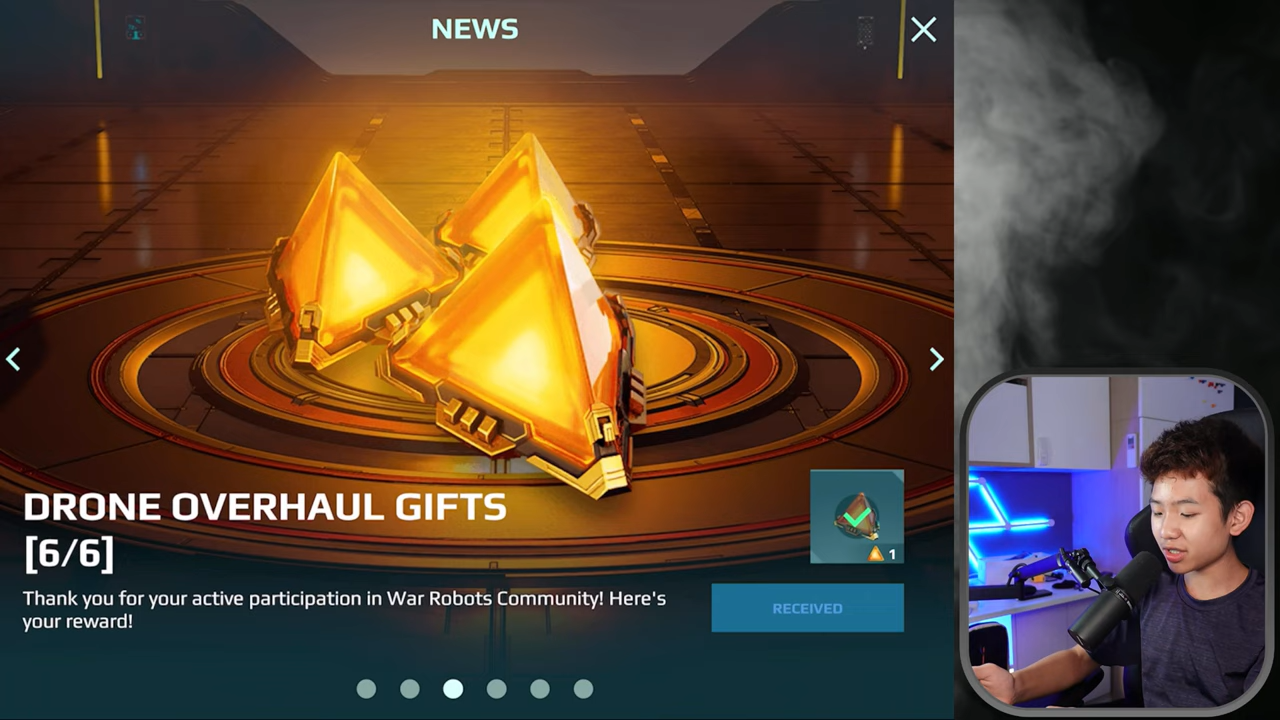 NEWS
DRONE OVERHAUL GIFTS
[6/6]
Thank you for your active participation in War Robots Community! Here's
your reward!
1
RECEIVED